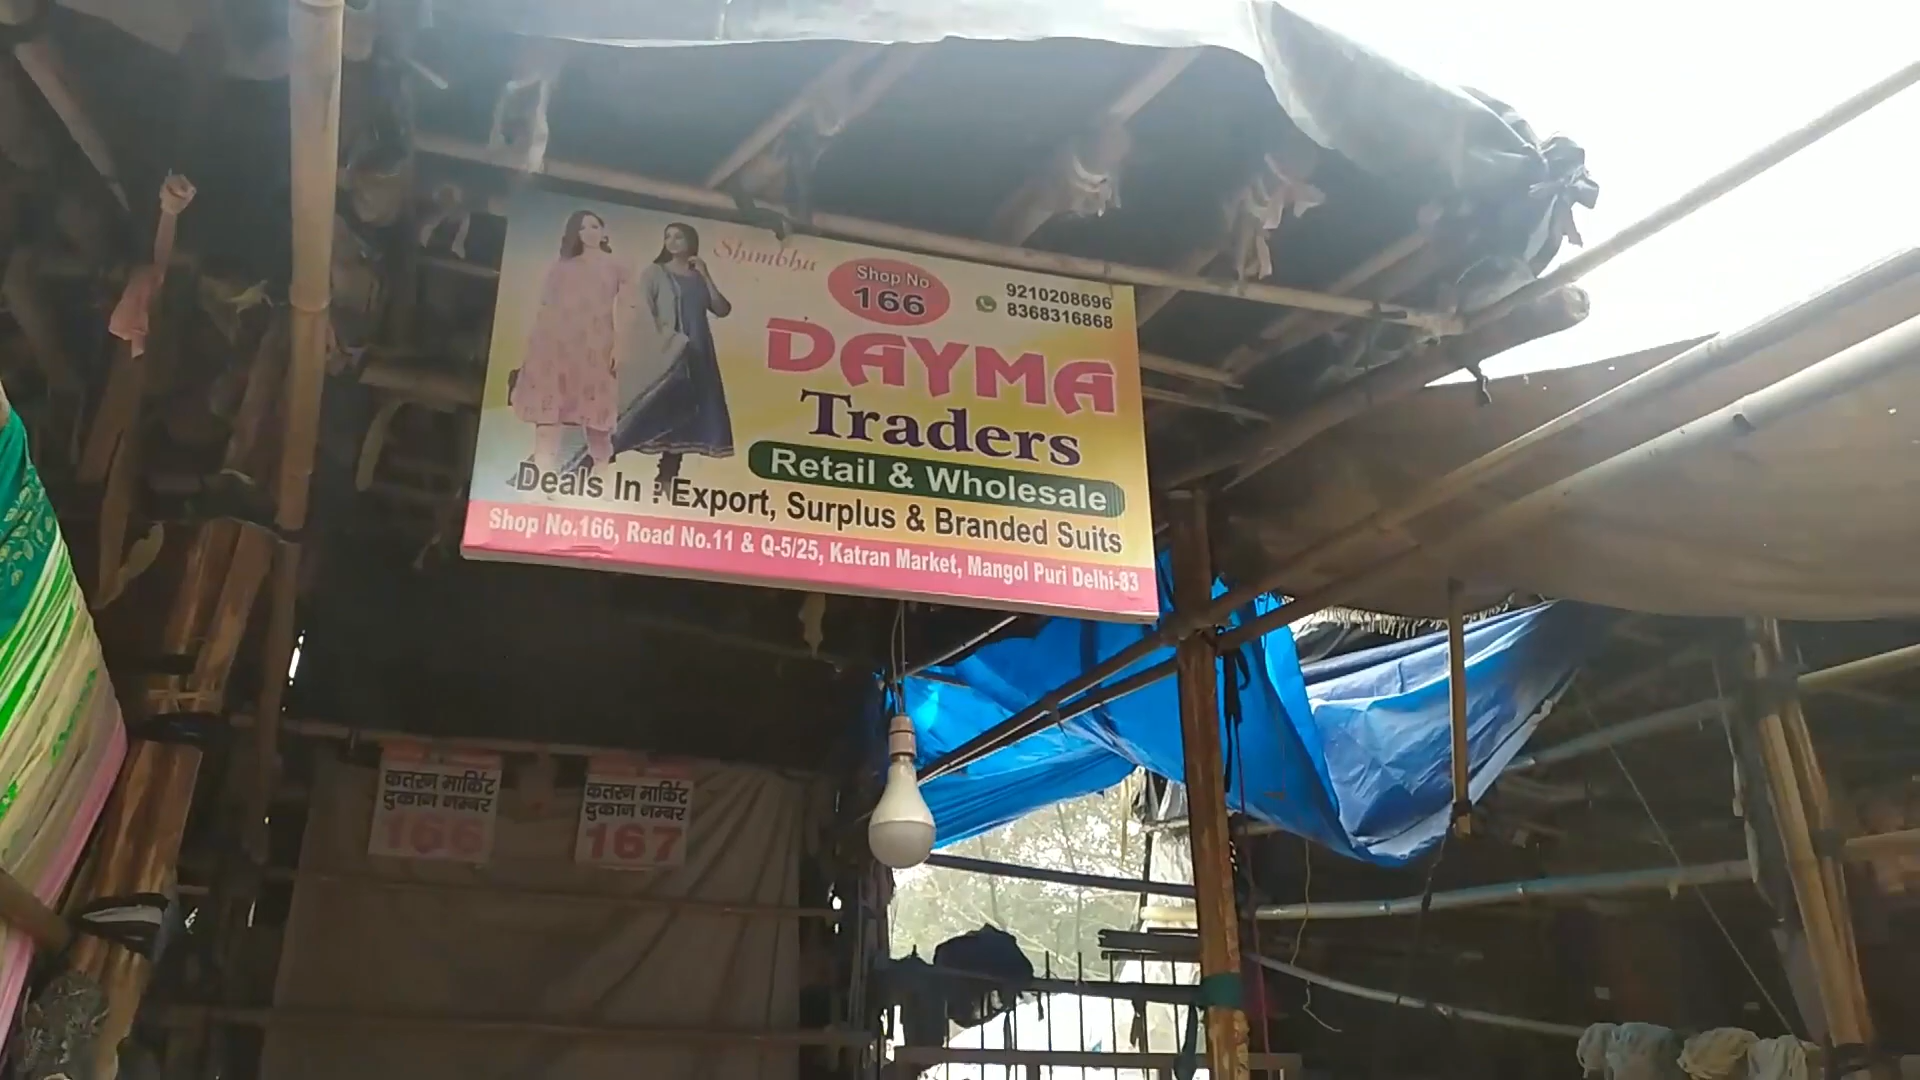 Shimbhu
Shop No.
166
9210208696
8368316868
DAYMA
Traders
Retail & Wholesale
Deals In : Export, Surplus & Branded Suits
Shop No.166, Road No.11 & Q-5/25, Katran Market, Mangol Puri Delhi-83
कतरन मार्किट
दुकान नम्बर
166
कतरन मार्किट
दुकान नम्बर
167